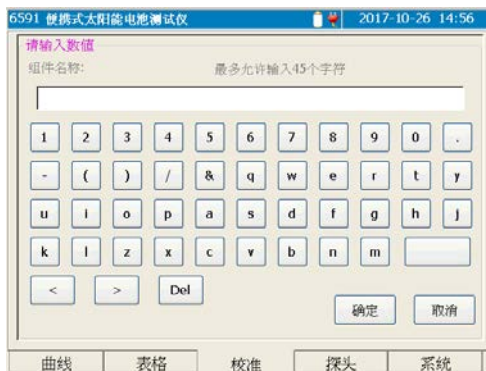 6591 便携式太阳能电池测试仪 2017-10-26 14:56
请输入数值
组件名称: 最多允许输入45个字符
1 2 3 4 5 6 7 8 9 0 .
- ( ) / & q w e r t y
u i o p a s d f g h j
k l z x c v b n m
< > Del
确定 取消
曲线 表格 校准 探头 系统